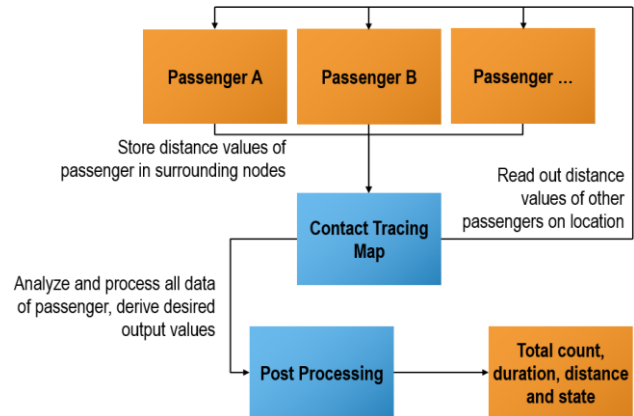 Passenger A
Passenger B
Passenger ...
Store distance values of
passenger in surrounding nodes
Read out distance
values of other
passengers on location
Contact Tracing
Map
Analyze and process all data
of passenger, derive desired
output values
Post Processing
Total count,
duration, distance
and state